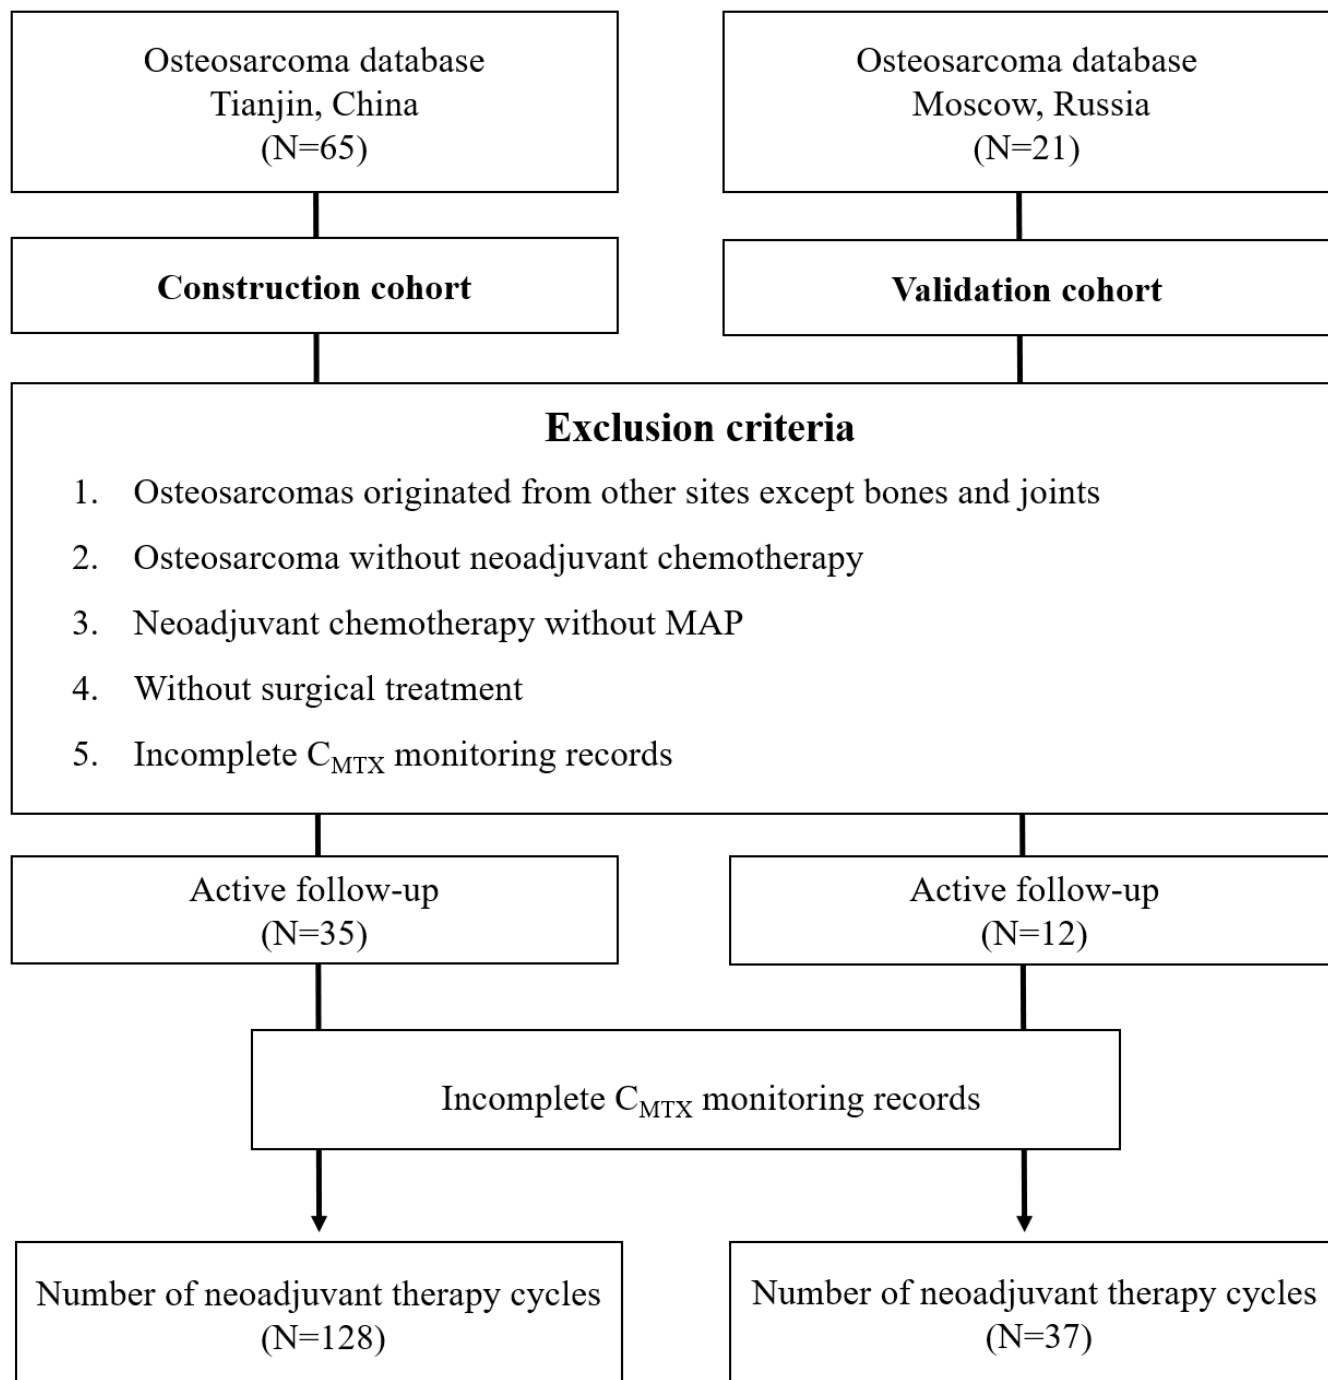 Osteosarcoma database
Tianjin, China
(N=65)
Osteosarcoma database
Moscow, Russia
(N=21)
Construction cohort
Validation cohort
Exclusion criteria
1. Osteosarcomas originated from other sites except bones and joints
2. Osteosarcoma without neoadjuvant chemotherapy
3. Neoadjuvant chemotherapy without MAP
4. Without surgical treatment
5. Incomplete CMTX monitoring records
Active follow-up
(N=35)
Active follow-up
(N=12)
Incomplete CMTX monitoring records
Number of neoadjuvant therapy cycles
(N=128)
Number of neoadjuvant therapy cycles
(N=37)